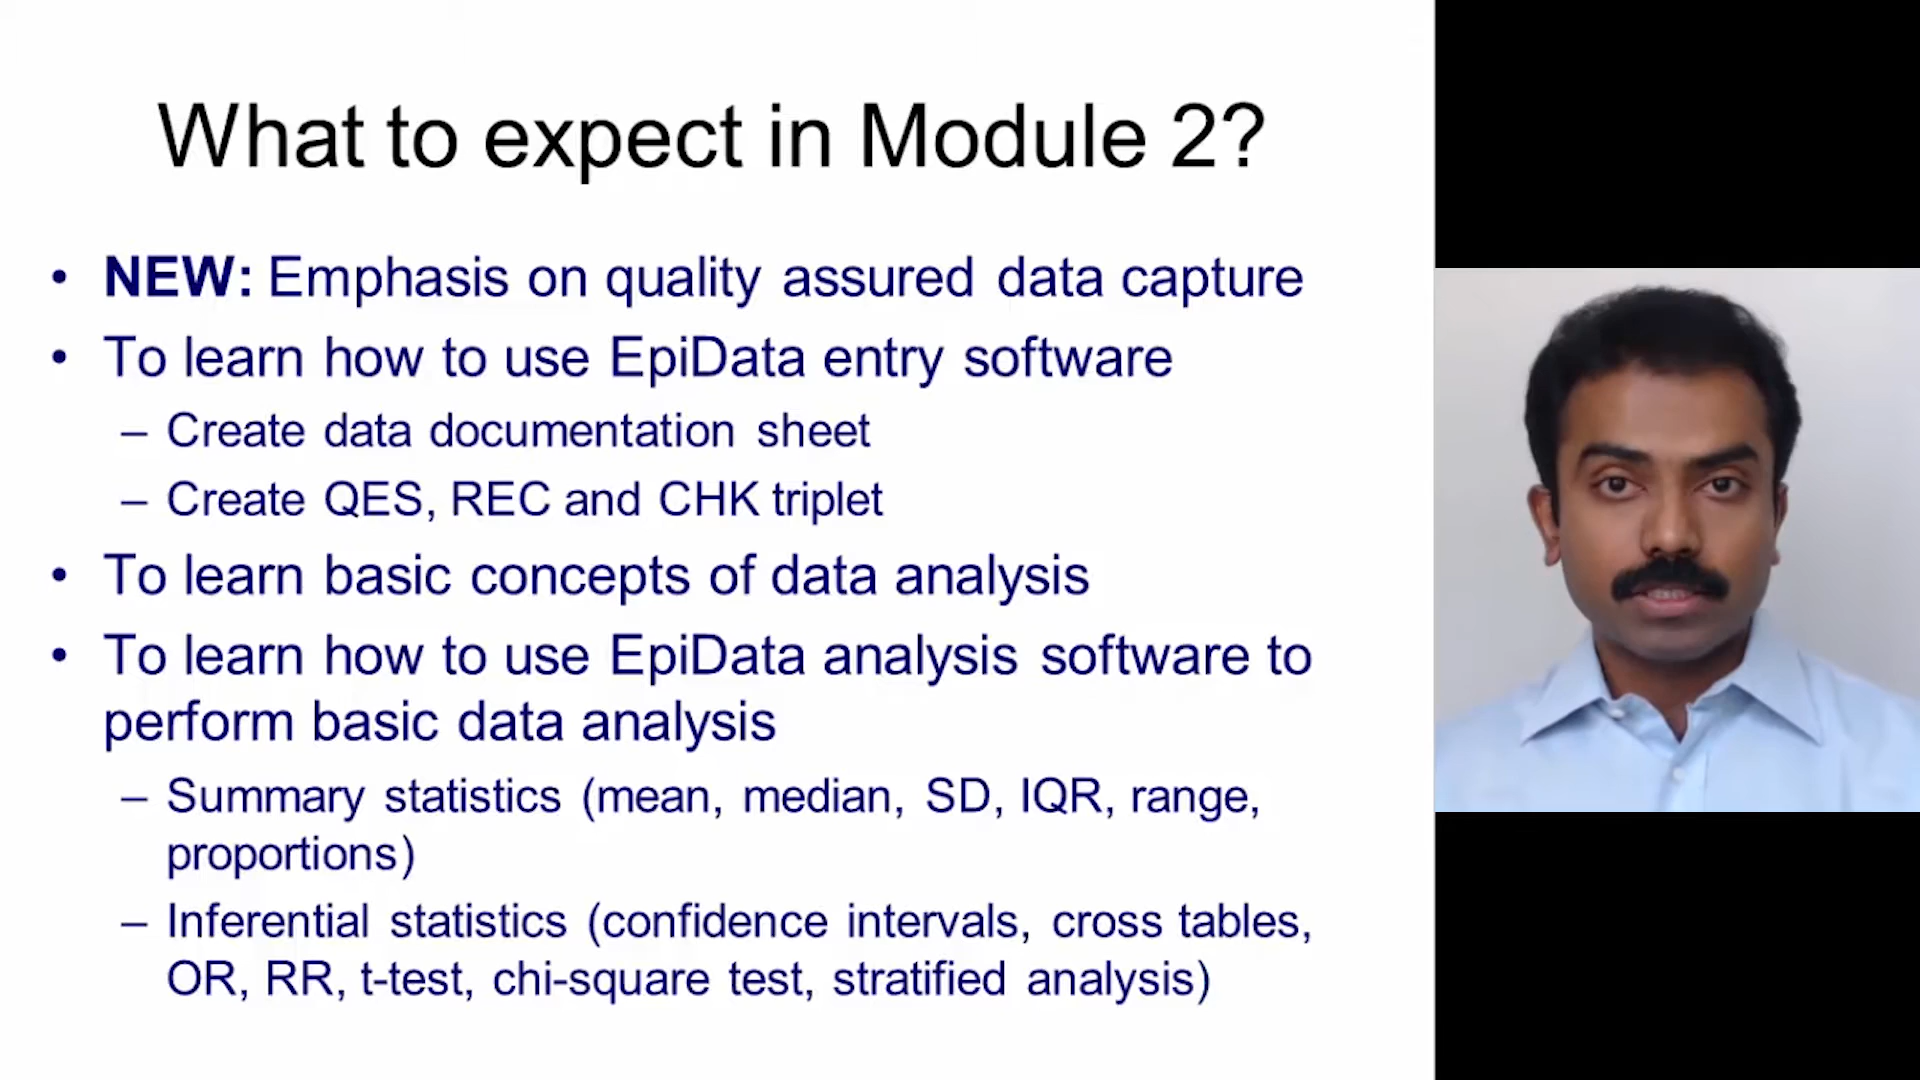 What to expect in Module 2?
• NEW: Emphasis on quality assured data capture
• To learn how to use EpiData entry software
– Create data documentation sheet
– Create QES, REC and CHK triplet
• To learn basic concepts of data analysis
• To learn how to use EpiData analysis software to
perform basic data analysis
– Summary statistics (mean, median, SD, IQR, range,
proportions)
– Inferential statistics (confidence intervals, cross tables,
OR, RR, t-test, chi-square test, stratified analysis)